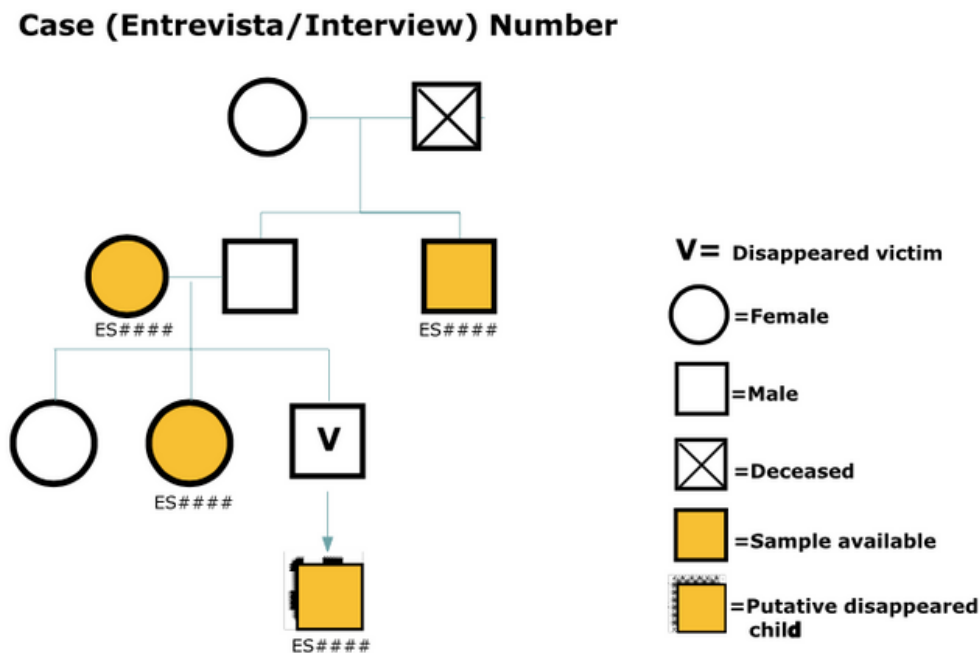 Case (Entrevista/Interview) Number
V= Disappeared victim
ES####
ES####
=Female
=Male
V
=Deceased
ES####
=Sample available
=Putative disappeared
child
ES####